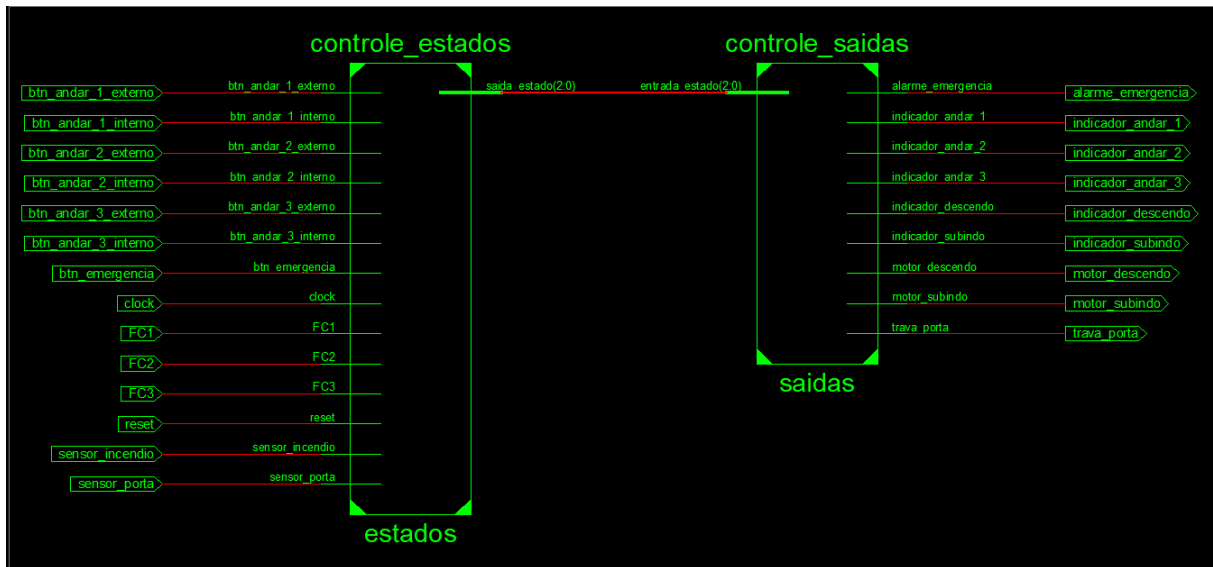 controle_estados controle_saidas
btn_andar_1_externo btn_andar_1_externo saida_estado(2:0) entrada_estado(2:0) alarme_emergencia alarme_emergencia
btn_andar_1_interno btn_andar_1_interno indicador_andar_1 indicador_andar_1
btn_andar_2_externo btn_andar_2_externo indicador_andar_2 indicador_andar_2
btn_andar_2_interno btn_andar_2_interno indicador_andar_3 indicador_andar_3
btn_andar_3_externo btn_andar_3_externo indicador_descendo indicador_descendo
btn_andar_3_interno btn_andar_3_interno indicador_subindo indicador_subindo
btn_emergencia btn_emergencia motor_descendo motor_descendo
clock clock motor_subindo motor_subindo
FC1 FC1 trava_porta trava_porta
FC2 FC2
FC3 FC3
saidas
reset reset
sensor_incendio sensor_incendio
sensor_porta sensor_porta
estados